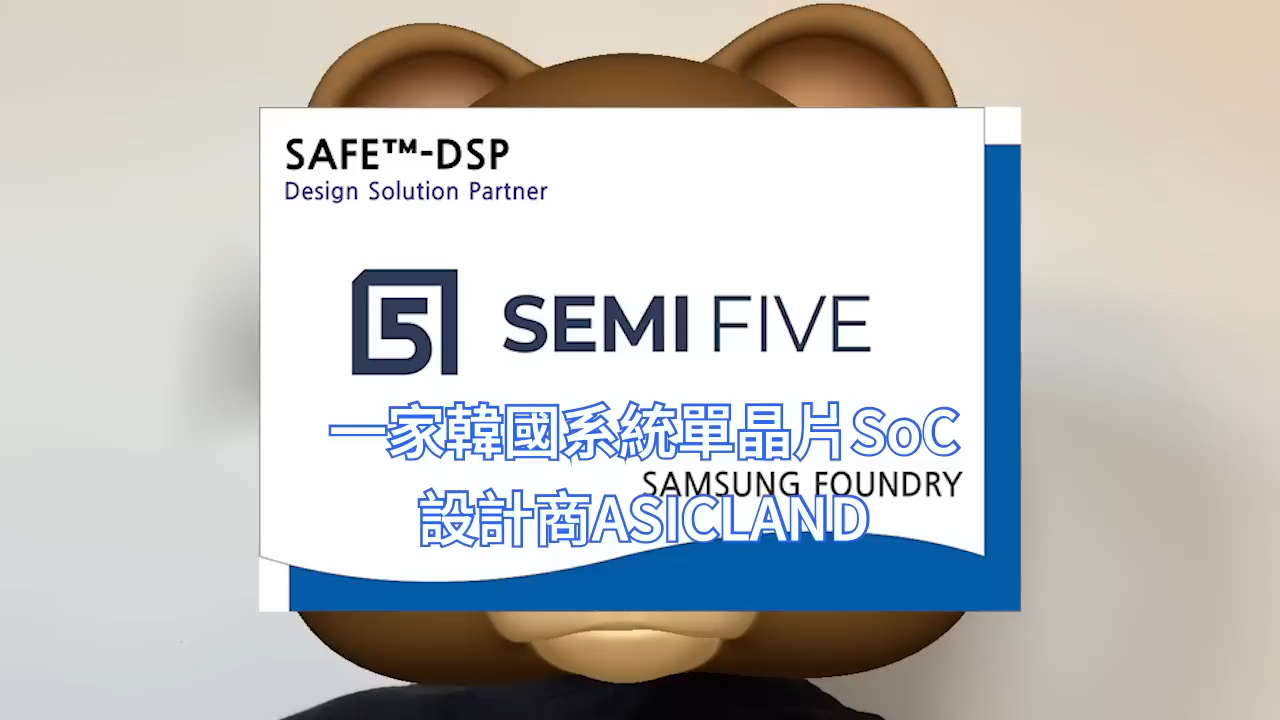 SAFE™-DSP
Design Solution Partner
5 SEMI FIVE
一家韓國系統單晶片SoC
SAMSUNG FOUNDRY
設計商ASICLAND